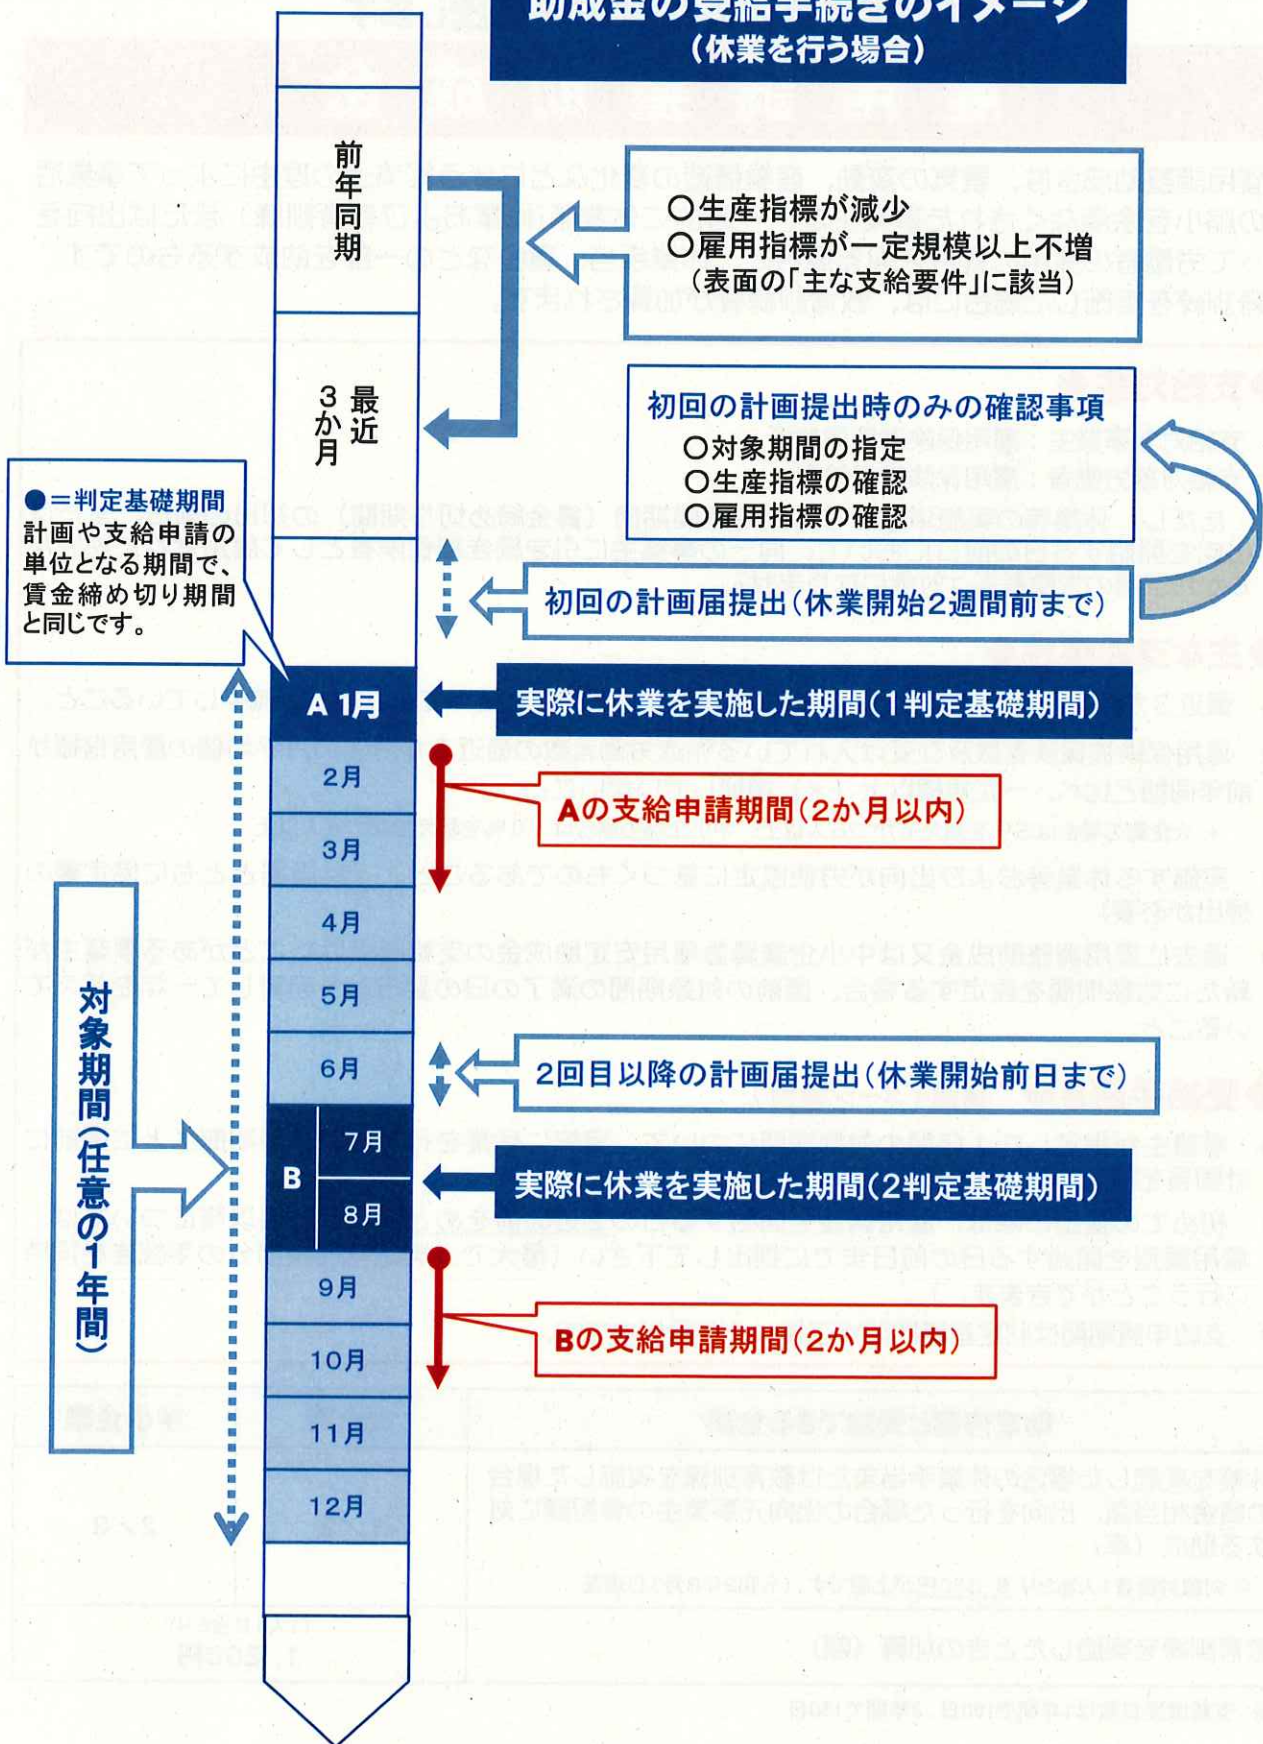 助成金の受給手続きのイメージ
(休業を行う場合)
前年同期
○生産指標が減少
○雇用指標が一定規模以上不増
(表面の「主な支給要件」に該当)
最近
3か月
初回の計画提出時のみの確認事項
○対象期間の指定
○生産指標の確認
○雇用指標の確認
●=判定基礎期間
計画や支給申請の
単位となる期間で、
賃金締め切り期間
と同じです。
初回の計画届提出(休業開始2週間前まで)
A 1月
実際に休業を実施した期間(1判定基礎期間)
2月
Aの支給申請期間(2か月以内)
3月
4月
対象期間(任意の1年間)
5月
6月
2回目以降の計画届提出(休業開始前日まで)
B
7月
8月
実際に休業を実施した期間(2判定基礎期間)
9月
Bの支給申請期間(2か月以内)
10月
11月
12月